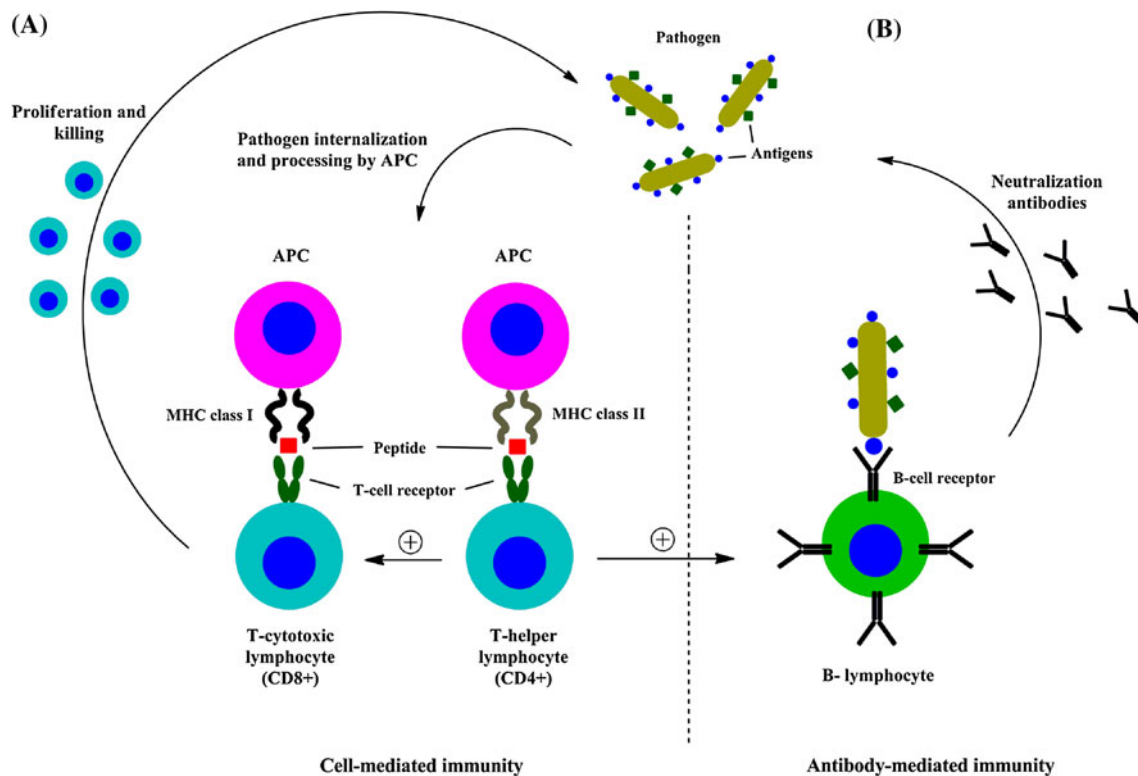 (A)
Pathogen
(B)
Proliferation and
killing
Pathogen internalization
and processing by APC
Antigens
Neutralization
antibodies
APC
APC
MHC class I
MHC class II
Peptide
T-cell receptor
B-cell receptor
+
+
T-cytotoxic
lymphocyte
(CD8+)
T-helper
lymphocyte
(CD4+)
B- lymphocyte
Cell-mediated immunity
Antibody-mediated immunity